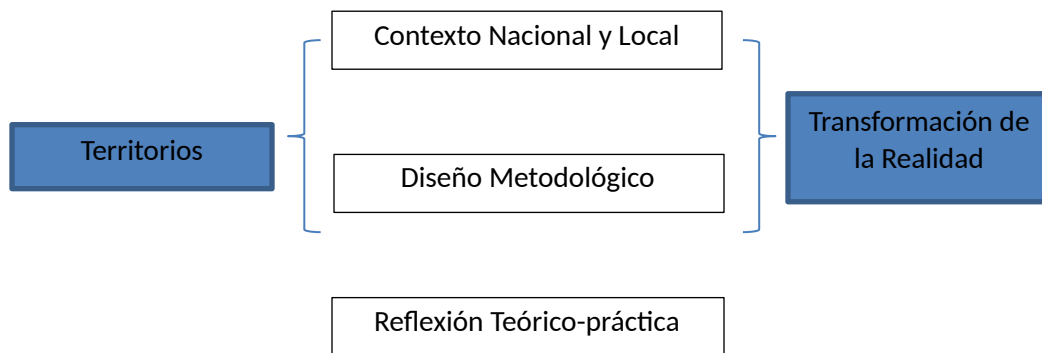 Contexto Nacional y Local
Territorios
Diseño Metodológico
Transformación de
la Realidad
Reflexión Teórico-práctica